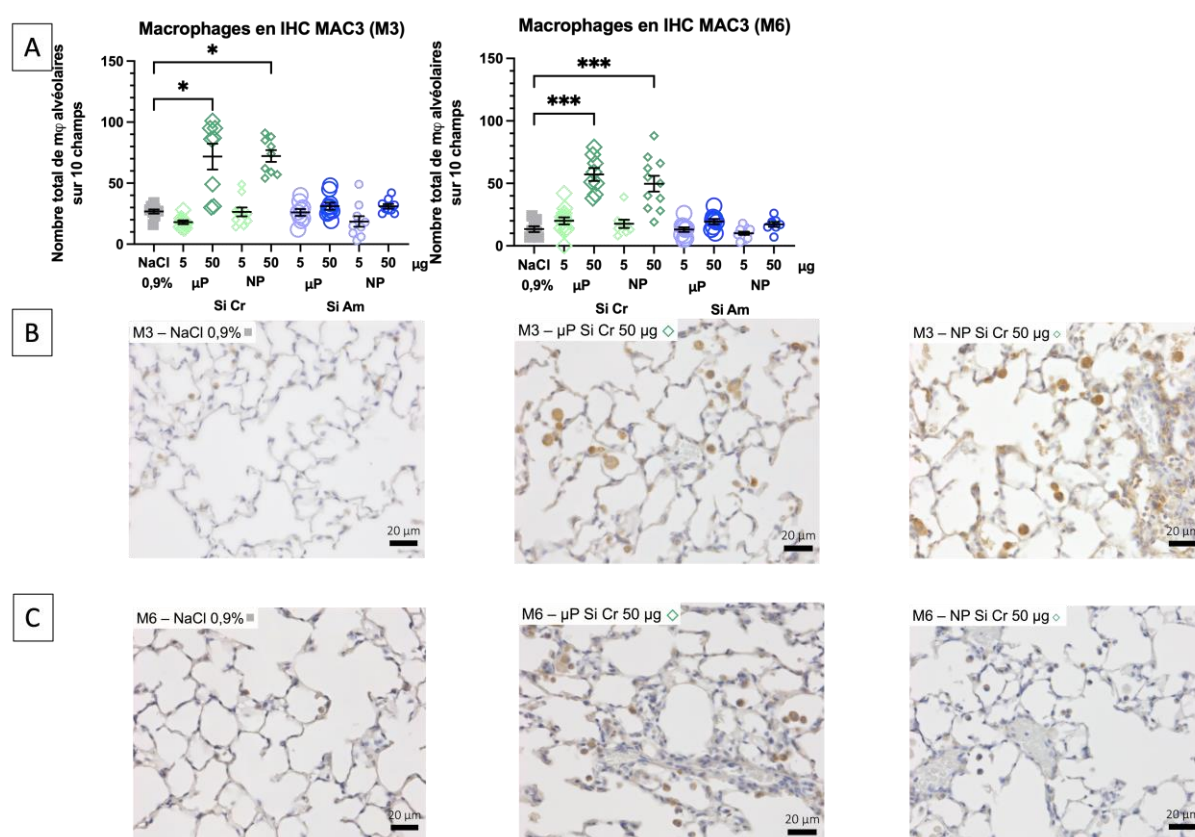 A
Macrophages en IHC MAC3 (M3)
Nombre total de mφ alvéolaires
sur 10 champs
150
100
50
0
*
*
NaCl
0,9%
5 50 5 50 5 50 5 50 µg
µP NP µP NP
Si Cr Si Am
Macrophages en IHC MAC3 (M6)
Nombre total de mφ alvéolaires
sur 10 champs
150
100
50
0
***
***
NaCl
0,9%
5 50 5 50 5 50 5 50 µg
µP NP µP NP
Si Cr Si Am
B
M3 – NaCl 0,9%
20 µm
M3 – µP Si Cr 50 µg
20 µm
M3 – NP Si Cr 50 µg
20 µm
C
M6 – NaCl 0,9%
20 µm
M6 – µP Si Cr 50 µg
20 µm
M6 – NP Si Cr 50 µg
20 µm